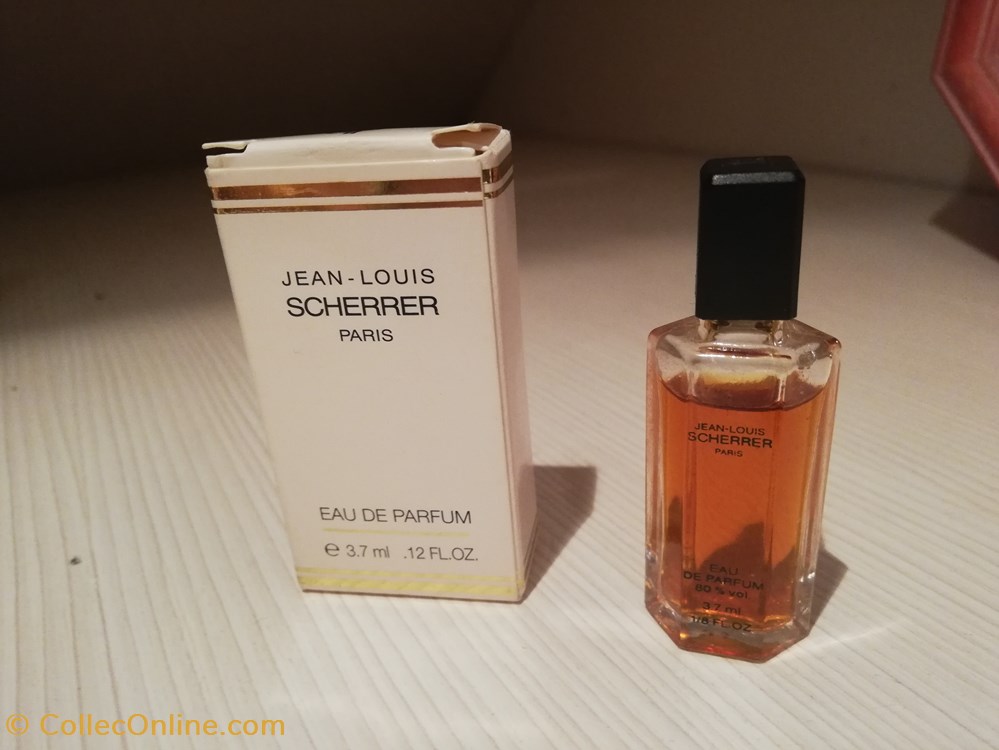 JEAN-LOUIS
SCHERRER
PARIS
EAU DE PARFUM
e 3.7 ml .12 FL.OZ.
JEAN-LOUIS
SCHERRER
PARIS
EAU
DE PARFUM
80 % vol
3.7 ml
1/8 FL.OZ
© CollecOnline.com